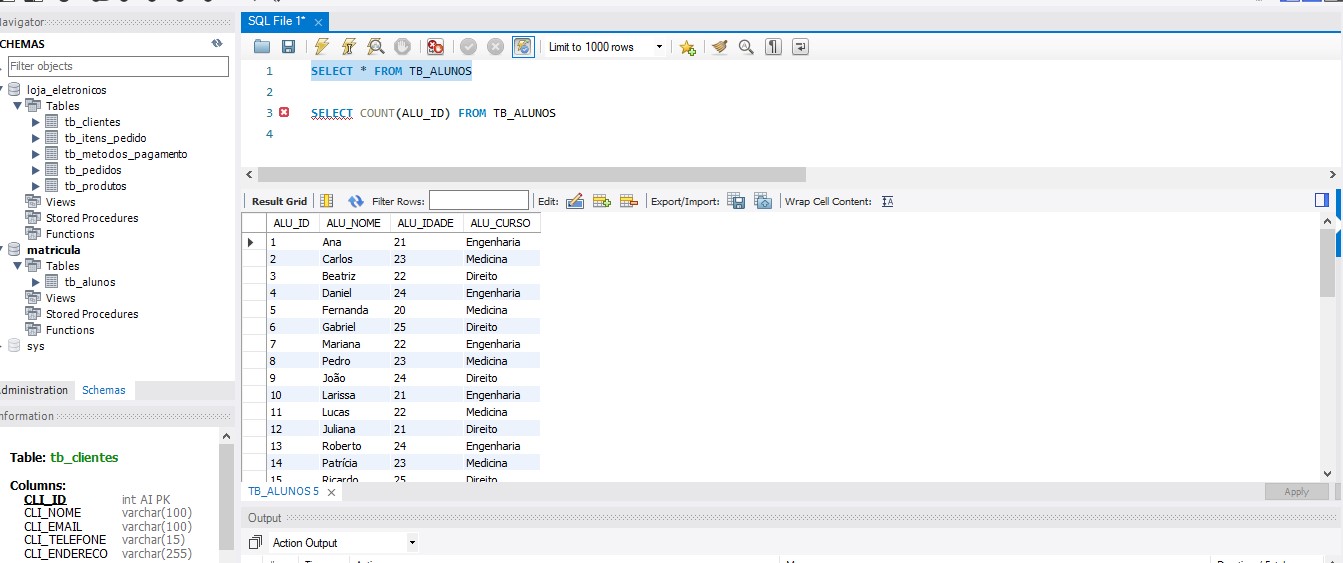 Navigator
SQL File 1*
SCHEMAS
Limit to 1000 rows
Filter objects
loja_eletronicos
Tables
tb_clientes
tb_itens_pedido
tb_metodos_pagamento
tb_pedidos
tb_produtos
Views
Stored Procedures
Functions
matricula
Tables
tb_alunos
Views
Stored Procedures
Functions
sys
Administration Schemas
Information
Table: tb_clientes
Columns:
CLI_ID int AI PK
CLI_NOME varchar(100)
CLI_EMAIL varchar(100)
CLI_TELEFONE varchar(15)
CLI_ENDERECO varchar(255)
1 SELECT * FROM TB_ALUNOS
2
3 SELECT COUNT(ALU_ID) FROM TB_ALUNOS
4
Result Grid Filter Rows: Edit: Export/Import: Wrap Cell Content: IA
ALU_ID ALU_NOME ALU_IDADE ALU_CURSO
1 Ana 21 Engenharia
2 Carlos 23 Medicina
3 Beatriz 22 Direito
4 Daniel 24 Engenharia
5 Fernanda 20 Medicina
6 Gabriel 25 Direito
7 Mariana 22 Engenharia
8 Pedro 23 Medicina
9 João 24 Direito
10 Larissa 21 Engenharia
11 Lucas 22 Medicina
12 Juliana 21 Direito
13 Roberto 24 Engenharia
14 Patrícia 23 Medicina
15 Ricardo 25 Direito
TB_ALUNOS 5
Apply
Output
Action Output